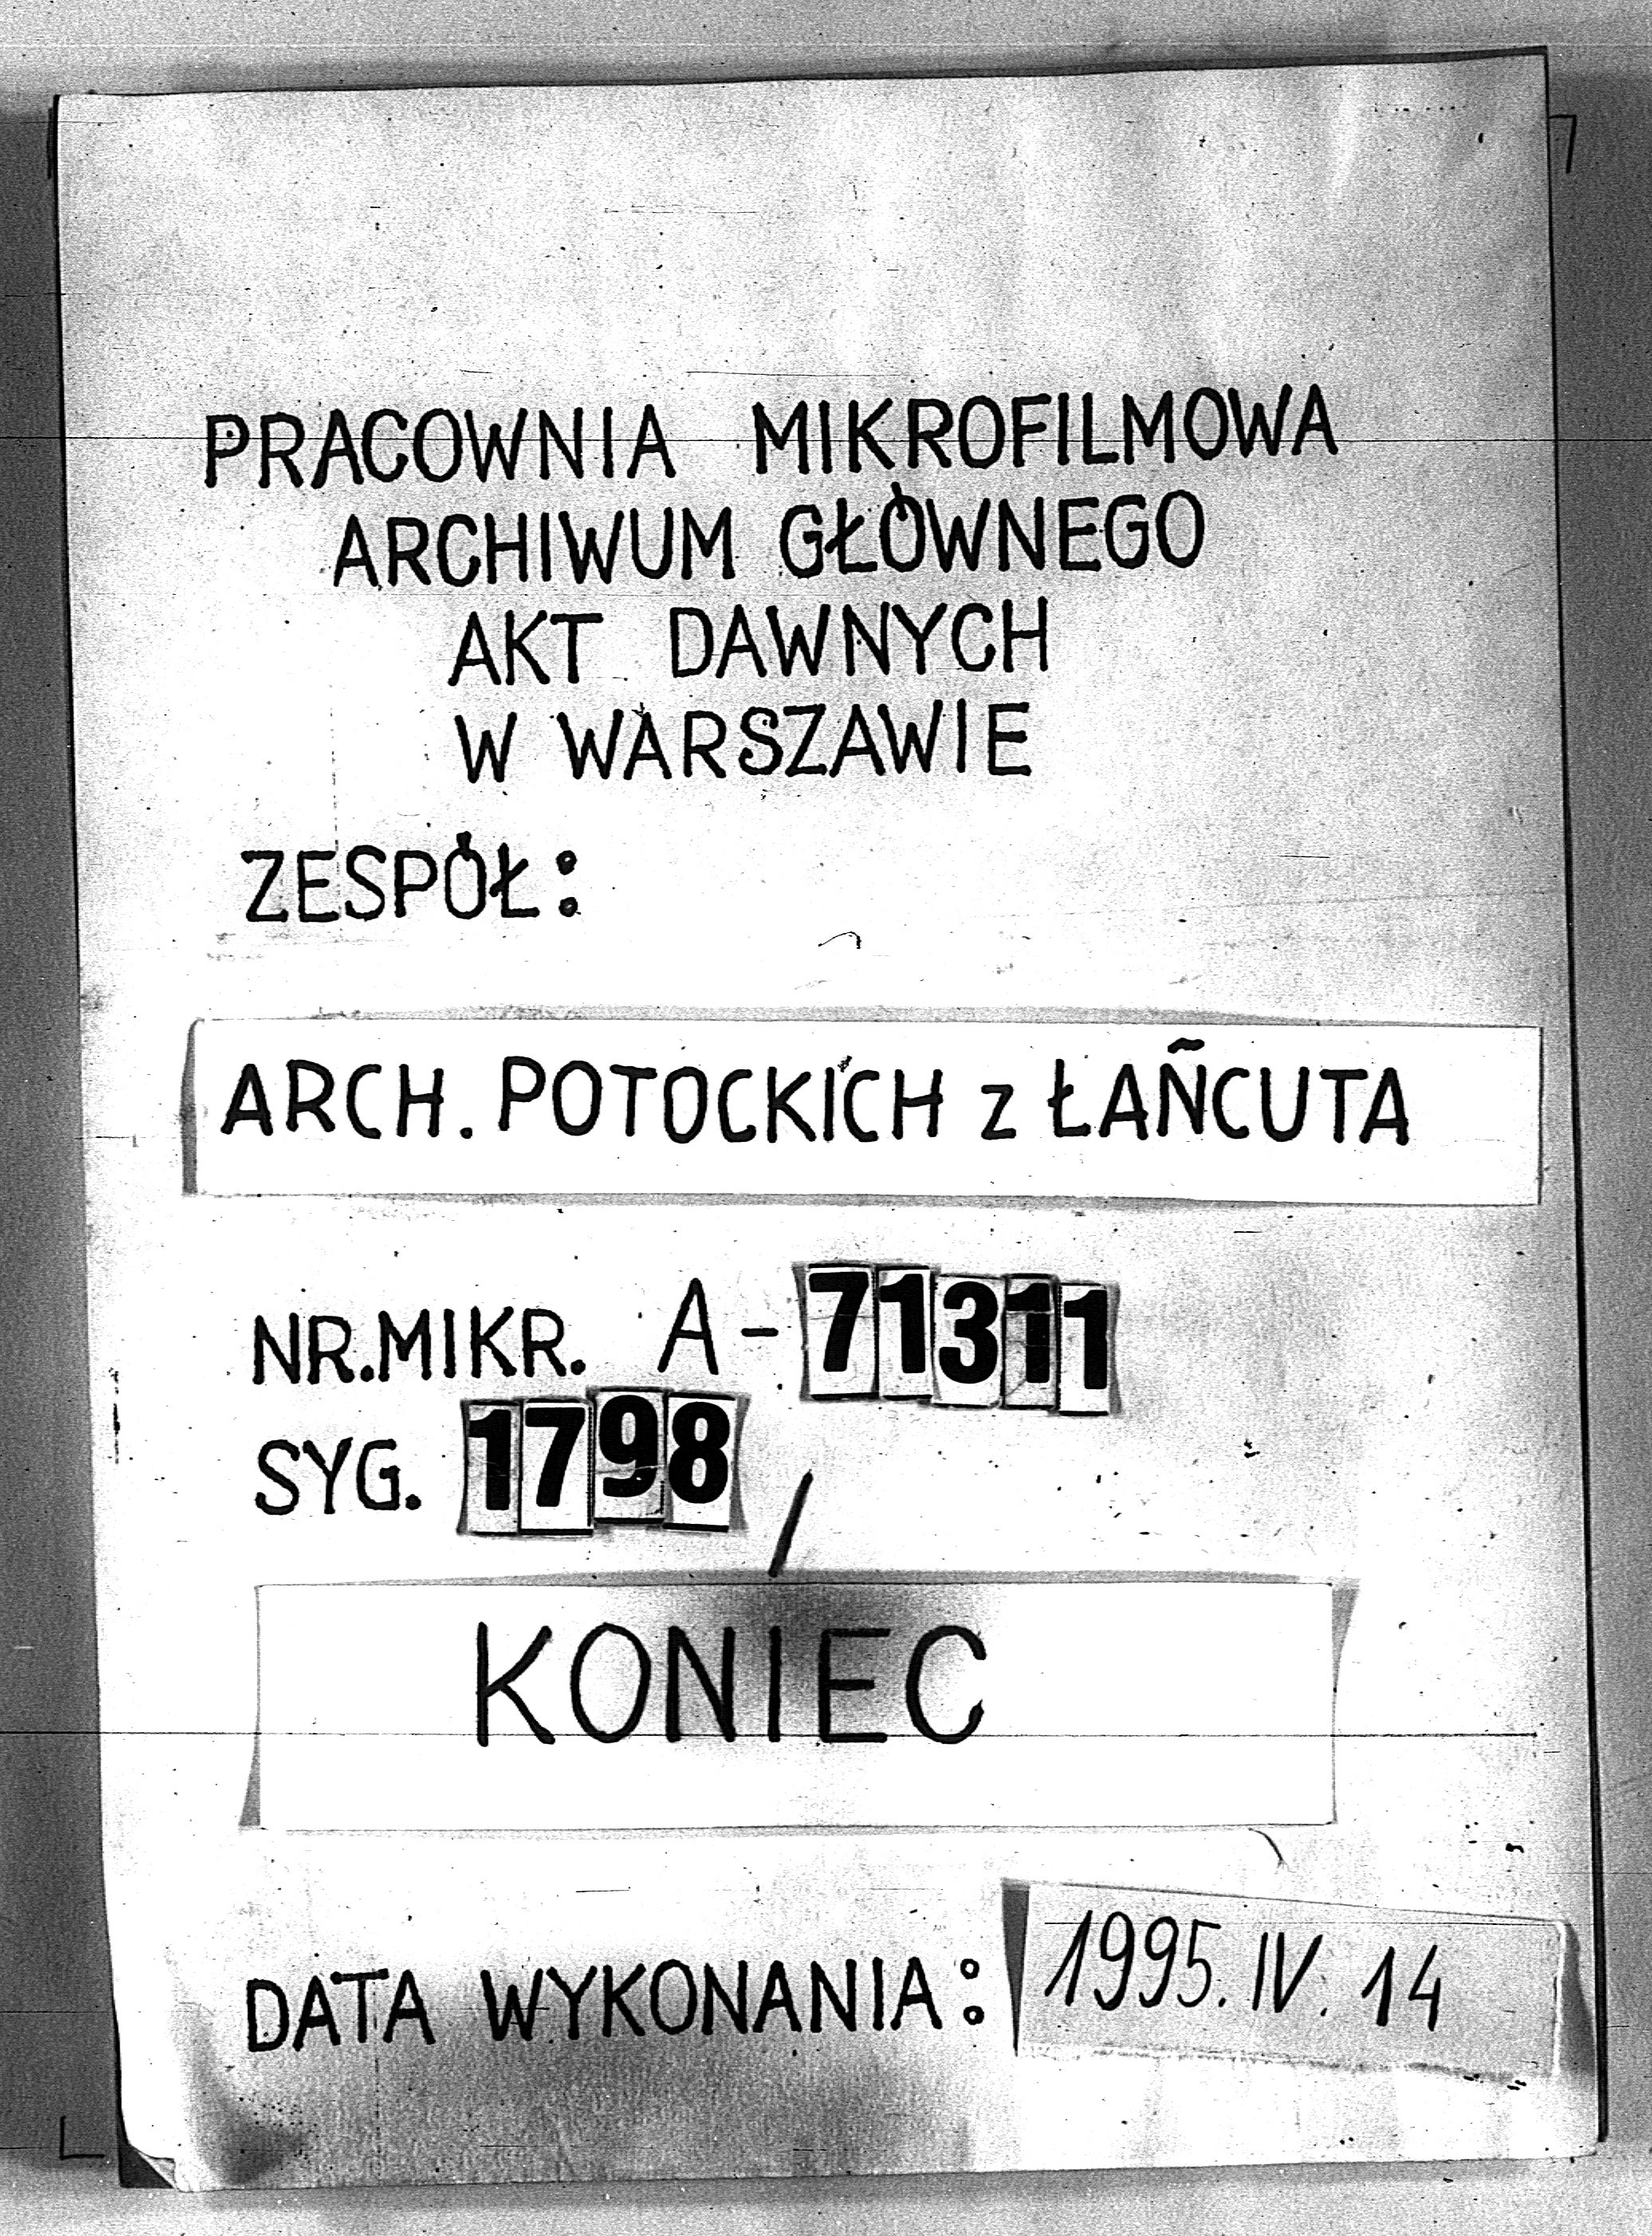 PRACOWNIA MIKROFILMOWA
ARCHIWUM GŁÓWNEGO
AKT DAWNYCH
W WARSZAWIE
ZESPÓŁ:
ARCH. POTOCKICH z ŁAŃCUTA
NR.MIKR. A-71311
SYG. 1798
KONIEC
DATA WYKONANIA: 1995.IV.14